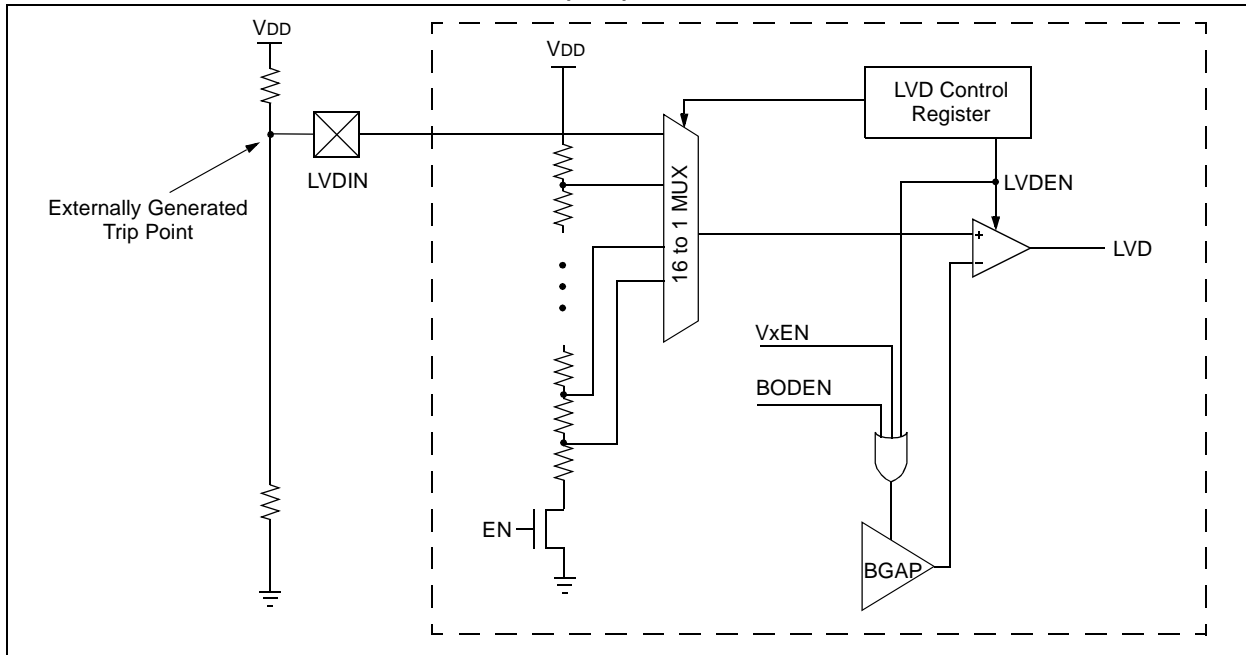 VDD
VDD
LVD Control
Register
LVDIN
16 to 1 MUX
LVDEN
Externally Generated
Trip Point
+
–
LVD
VxEN
BODEN
EN
BGAP